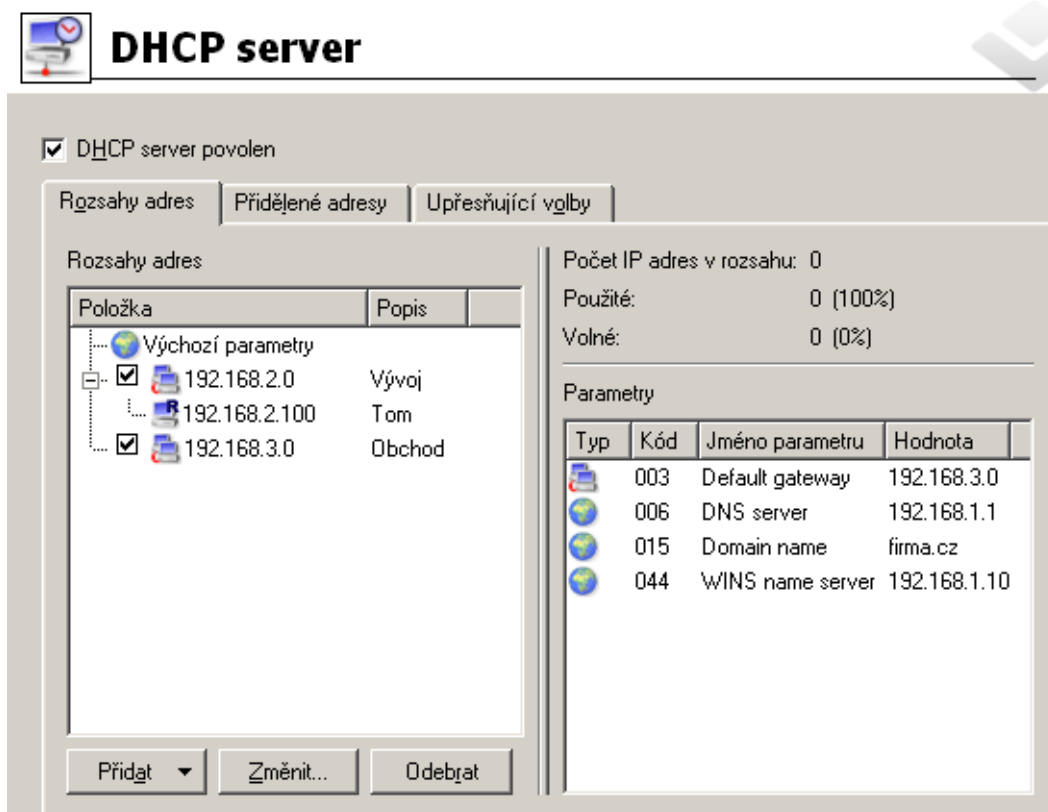 DHCP server
DHCP server povolen
Rozsahy adres Přidělené adresy Upřesňující volby
Rozsahy adres
Položka Popis
Výchozí parametry
192.168.2.0 Vývoj
192.168.2.100 Tom
192.168.3.0 Obchod
Přidat Změnit... Odebrat
Počet IP adres v rozsahu: 0
Použité: 0 (100%)
Volné: 0 (0%)
Parametry
Typ Kód Jméno parametru Hodnota
003 Default gateway 192.168.3.0
006 DNS server 192.168.1.1
015 Domain name firma.cz
044 WINS name server 192.168.1.10